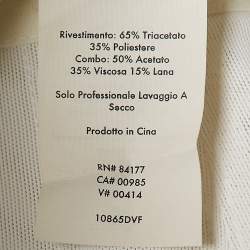 Rivestimento: 65% Triacetato
35% Poliestere
Combo: 50% Acetato
35% Viscosa 15% Lana
Solo Professionale Lavaggio A
Secco
Prodotto in Cina
RN# 84177
CA# 00985
V# 00414
10865DVF